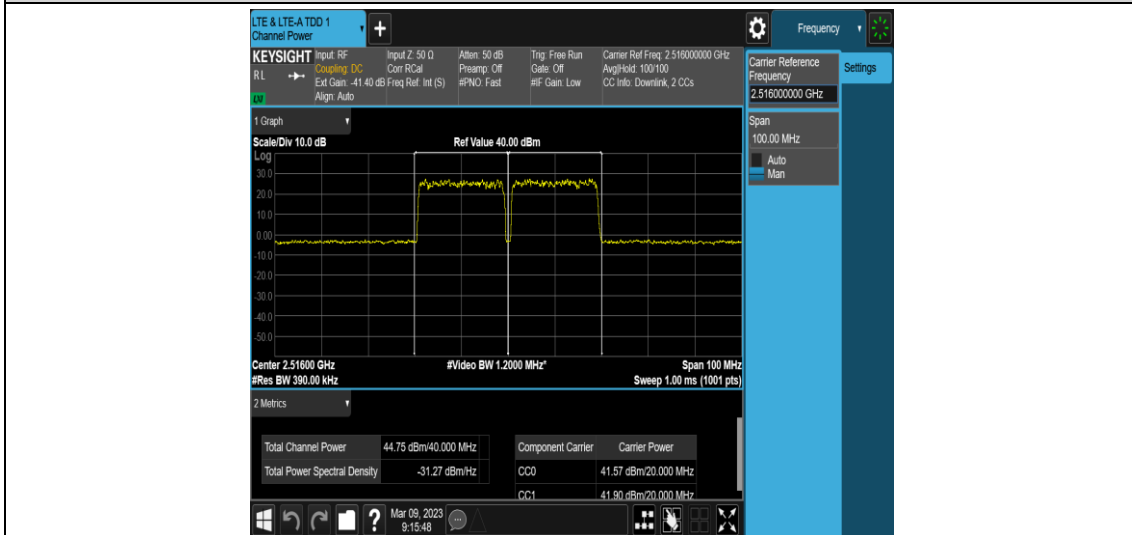 LTE & LTE-A TDD 1
Channel Power
+
Frequency
KEYSIGHT
RL
LXI
Input: RF
Coupling: DC
Ext Gain: -41.40 dB
Align: Auto
Input Z: 50 Ω
Corr RCal
Freq Ref: Int (S)
Atten: 50 dB
Preamp: Off
#PNO: Fast
Trig: Free Run
Gate: Off
#IF Gain: Low
Carrier Ref Freq: 2.516000000 GHz
Avg|Hold: 100/100
CC Info: Downlink, 2 CCs
Carrier Reference
Frequency
2.516000000 GHz
Settings
Span
100.00 MHz
Auto
Man
1 Graph
Scale/Div 10.0 dB
Ref Value 40.00 dBm
Log
30.0
20.0
10.0
0.00
-10.0
-20.0
-30.0
-40.0
-50.0
Center 2.51600 GHz
#Video BW 1.2000 MHz*
Span 100 MHz
#Res BW 390.00 kHz
Sweep 1.00 ms (1001 pts)
2 Metrics
Total Channel Power 44.75 dBm/40.000 MHz
Total Power Spectral Density -31.27 dBm/Hz
Component Carrier Carrier Power
CC0 41.57 dBm/20.000 MHz
CC1 41.90 dBm/20.000 MHz
?
Mar 09, 2023
9:15:48